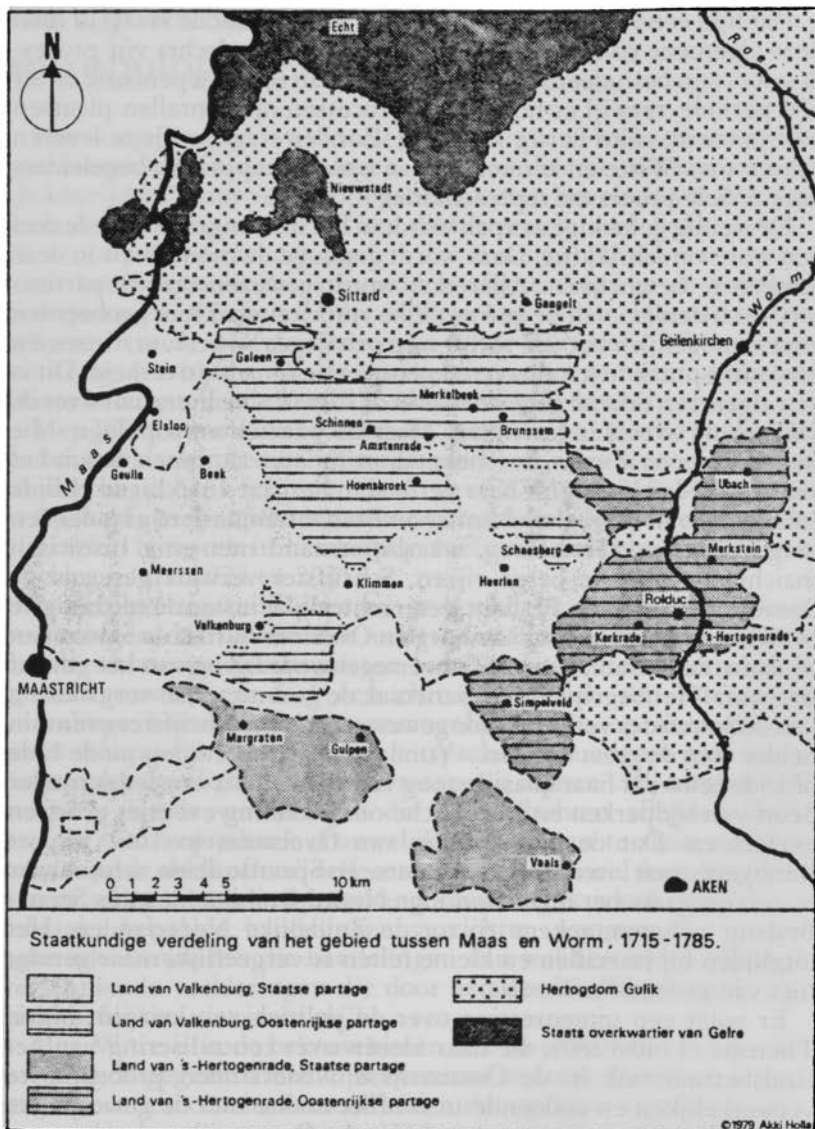 Echt
N
Roer
Nieuwstadt
Sittard
Gangelt
Worm
Geilenkirchen
Stein
Geleen
Merkelbeek
Schinnen
Brunssem
Amstenrade
Elsloo
Maas
Geulle
Beek
Hoensbroek
Ubach
Schaesberg
Merkstein
Meerssen
Klimmen
Heerlen
Rolduc
Valkenburg
Kerkrade
's-Hertogenrade
MAASTRICHT
Simpelveld
Margraten
Gulpen
Vaals
0 1 2 3 4 5 10 km
AKEN
Staatkundige verdeling van het gebied tussen Maas en Worm. 1715-1785.
Land van Valkenburg, Staatse partage
Hertogdom Gulik
Land van Valkenburg, Oostenrijkse partage
Staats Overkwartier van Gelre
Land van 's-Hertogenrade, Staatse partage
Land van 's-Hertogenrade, Oostenrijkse partage
©1979 Akki Holla